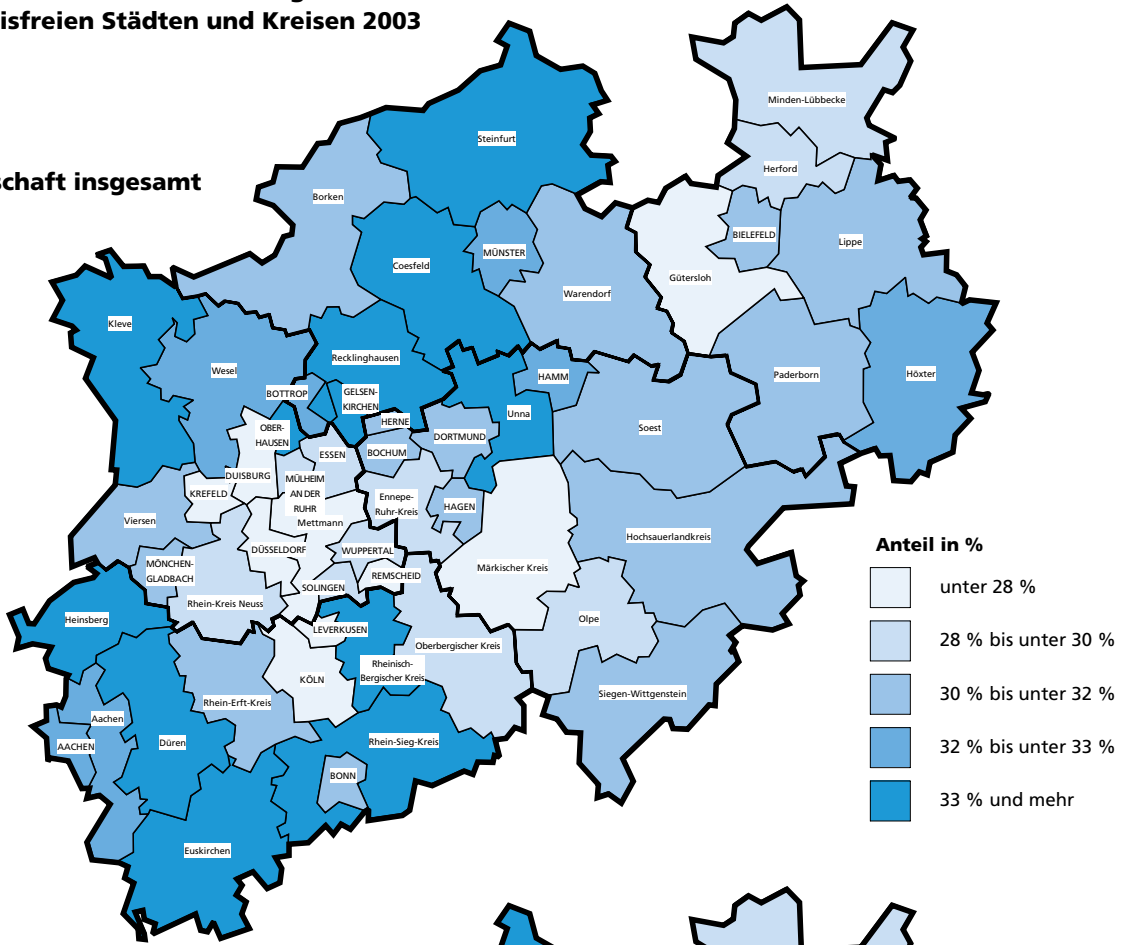 isfreien Städten und Kreisen 2003
schaft insgesamt
Minden-Lübbecke
Steinfurt
Herford
Borken
BIELEFELD
Lippe
MÜNSTER
Coesfeld
Gütersloh
Warendorf
Kleve
Recklinghausen
Wesel
HAMM
Paderborn
Höxter
BOTTROP
GELSEN-
KIRCHEN
Unna
HERNE
Soest
OBER-
HAUSEN
DORTMUND
ESSEN
BOCHUM
DUISBURG
MÜLHEIM
AN DER
RUHR
KREFELD
Ennepe-
Ruhr-Kreis
HAGEN
Viersen
Mettmann
Hochsauerlandkreis
DÜSSELDORF
WUPPERTAL
MÖNCHEN-
GLADBACH
Märkischer Kreis
REMSCHEID
SOLINGEN
Rhein-Kreis Neuss
Heinsberg
Olpe
LEVERKUSEN
Oberbergischer Kreis
Rheinisch-
Bergischer Kreis
KÖLN
Siegen-Wittgenstein
Rhein-Erft-Kreis
Aachen
AACHEN
Düren
Rhein-Sieg-Kreis
BONN
Euskirchen
Anteil in %
unter 28 %
28 % bis unter 30 %
30 % bis unter 32 %
32 % bis unter 33 %
33 % und mehr